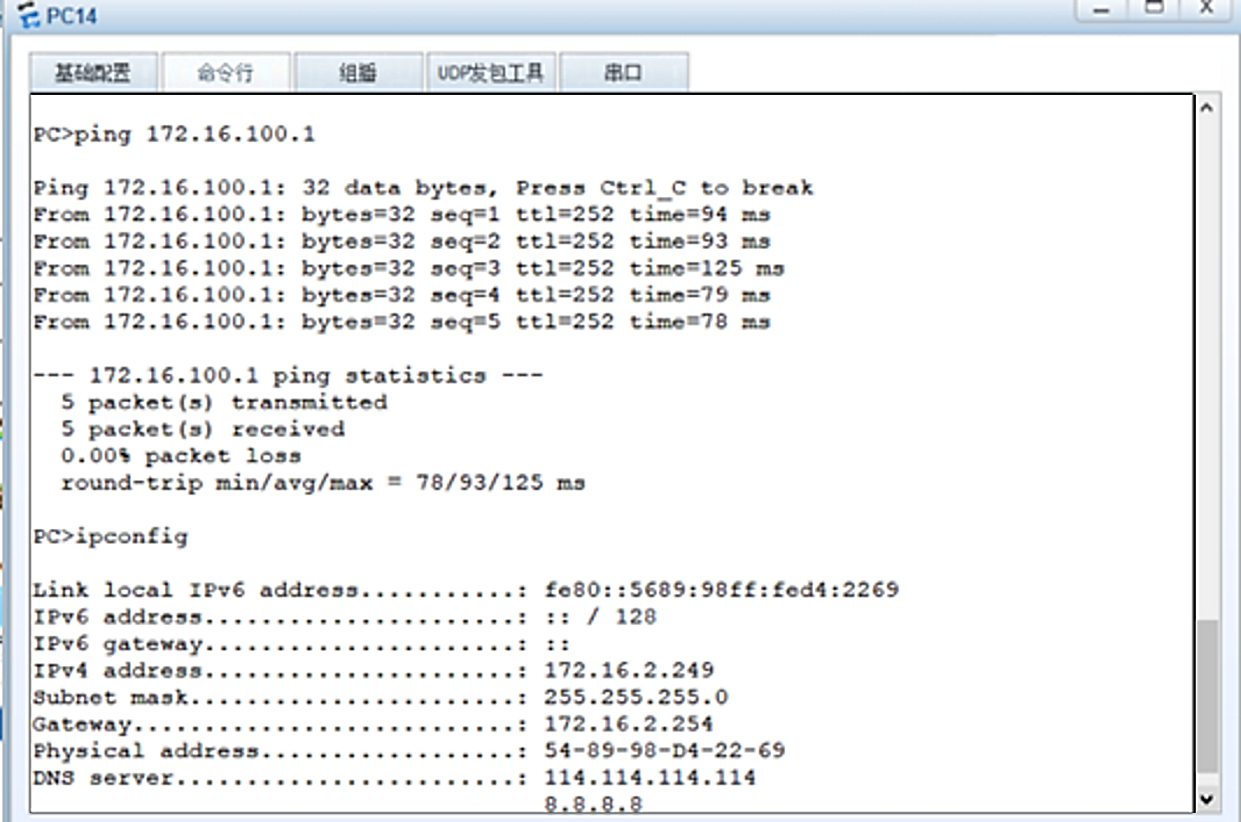 PC14
基础配置 命令行 组播 UDP发包工具 串口
PC>ping 172.16.100.1
Ping 172.16.100.1: 32 data bytes, Press Ctrl_C to break
From 172.16.100.1: bytes=32 seq=1 ttl=252 time=94 ms
From 172.16.100.1: bytes=32 seq=2 ttl=252 time=93 ms
From 172.16.100.1: bytes=32 seq=3 ttl=252 time=125 ms
From 172.16.100.1: bytes=32 seq=4 ttl=252 time=79 ms
From 172.16.100.1: bytes=32 seq=5 ttl=252 time=78 ms
--- 172.16.100.1 ping statistics ---
5 packet(s) transmitted
5 packet(s) received
0.00% packet loss
round-trip min/avg/max = 78/93/125 ms
PC>ipconfig
Link local IPv6 address...........: fe80::5689:98ff:fed4:2269
IPv6 address......................: :: / 128
IPv6 gateway......................: ::
IPv4 address......................: 172.16.2.249
Subnet mask.......................: 255.255.255.0
Gateway...........................: 172.16.2.254
Physical address..................: 54-89-98-D4-22-69
DNS server........................: 114.114.114.114
8.8.8.8